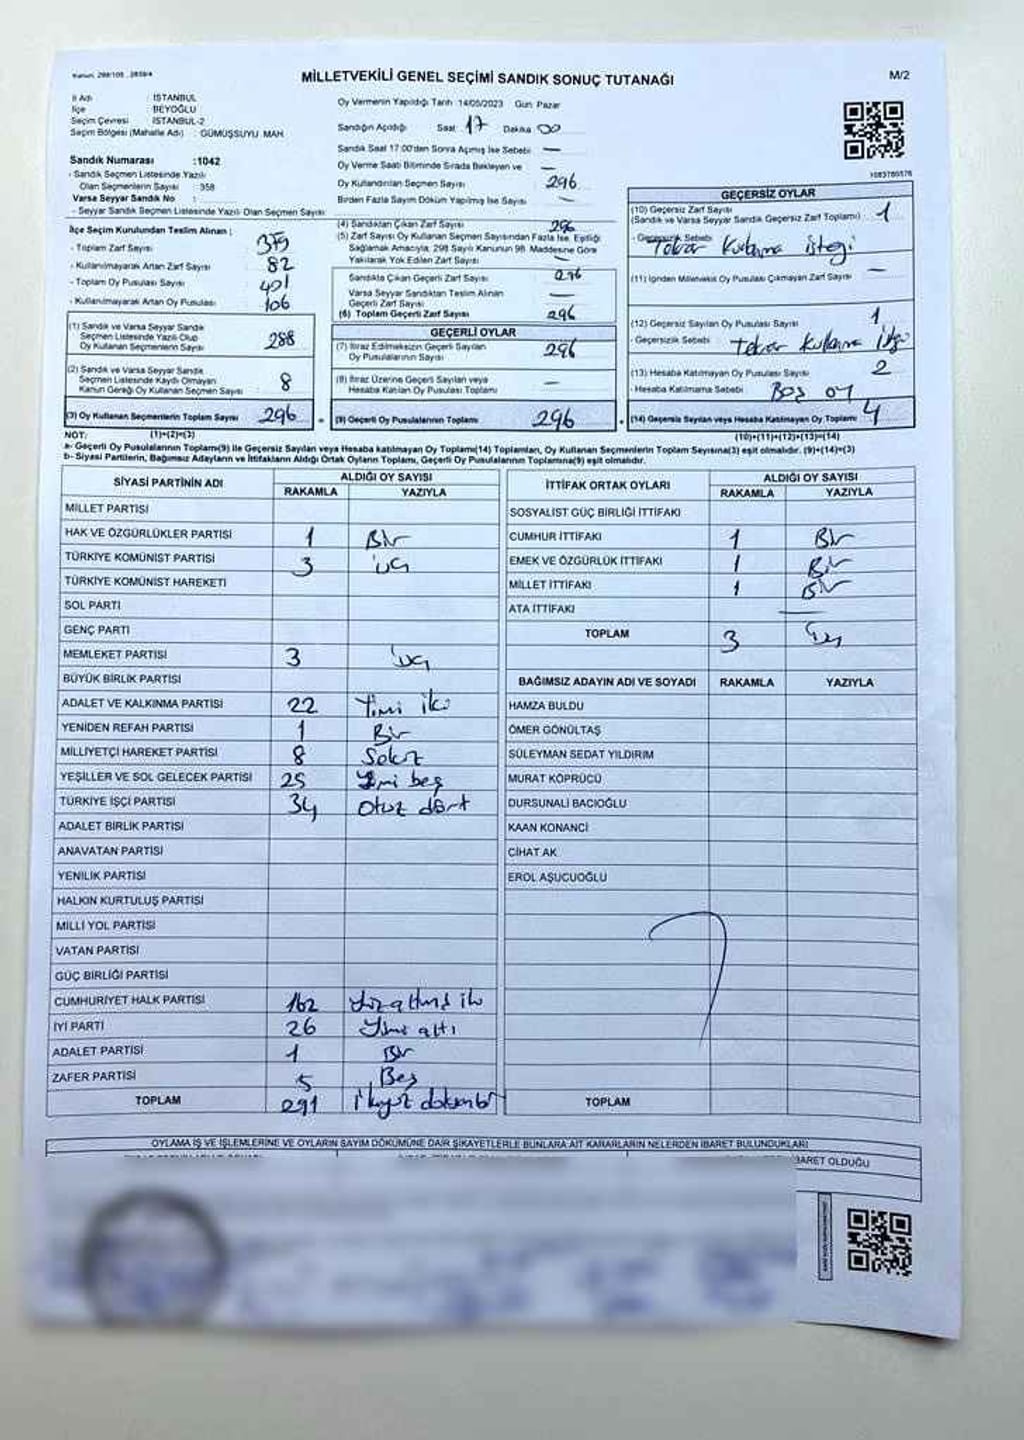 Kanun, 298/105 , 2839/4
MİLLETVEKİLİ GENEL SEÇİMİ SANDIK SONUÇ TUTANAĞI
M/2
İl Adı : İSTANBUL
İlçe : BEYOĞLU
Seçim Çevresi : İSTANBUL-2
Seçim Bölgesi (Mahalle Adı) : GÜMÜŞSUYU MAH.
Sandık Numarası :1042
- Sandık Seçmen Listesinde Yazılı
Olan Seçmenlerin Sayısı : 358
Varsa Seyyar Sandık No :
- Seyyar Sandık Seçmen Listesinde Yazılı Olan Seçmen Sayısı:
İlçe Seçim Kurulundan Teslim Alınan ;
- Toplam Zarf Sayısı 379
- Kullanılmayarak Artan Zarf Sayısı 82
- Toplam Oy Pusulası Sayısı 401
- Kullanılmayarak Artan Oy Pusulası 106
(1) Sandık ve Varsa Seyyar Sandık
Seçmen Listesinde Yazılı Olup
Oy Kullanan Seçmenlerin Sayısı 288
(2) Sandık ve Varsa Seyyar Sandık
Seçmen Listesinde Kaydı Olmayan
Kanun Gereği Oy Kullanan Seçmen Sayısı 8
(3) Oy Kullanan Seçmenlerin Toplam Sayısı 296
(1)+(2)=(3)
Oy Vermenin Yapıldığı Tarih 14/05/2023 Gün Pazar
Sandığın Açıldığı Saat: 17 Dakika 00
Sandık Saat 17:00'den Sonra Açılmış İse Sebebi —
Oy Verme Saati Bitiminde Sırada Bekleyen ve —
Oy Kullandırılan Seçmen Sayısı 296
Birden Fazla Sayım Döküm Yapılmış İse Sayısı —
(4) Sandıktan Çıkan Zarf Sayısı 296
(5) Zarf Sayısı Oy Kullanan Seçmen Sayısından Fazla İse, Eşitliği
Sağlamak Amacıyla, 298 Sayılı Kanunun 98. Maddesine Göre
Yakılarak Yok Edilen Zarf Sayısı —
Sandıkta Çıkan Geçerli Zarf Sayısı 296
Varsa Seyyar Sandıktan Teslim Alınan
Geçerli Zarf Sayısı —
(6) Toplam Geçerli Zarf Sayısı 296
GEÇERLİ OYLAR
(7) İtiraz Edilmeksizin Geçerli Sayılan
Oy Pusulalarının Sayısı 296
(8) İtiraz Üzerine Geçerli Sayılan veya
Hesaba Katılan Oy Pusulası Toplamı —
(9) Geçerli Oy Pusulalarının Toplamı 296
1083760576
GEÇERSİZ OYLAR
(10) Geçersiz Zarf Sayısı
(Sandık ve Varsa Seyyar Sandık Geçersiz Zarf Toplamı) 1
- Geçersizlik Sebebi Tekrar Kullanma isteği
(11) İçinden Milletvekili Oy Pusulası Çıkmayan Zarf Sayısı —
(12) Geçersiz Sayılan Oy Pusulası Sayısı 1
- Geçersizlik Sebebi: Tekrar Kullanma
(13) Hesaba Katılmayan Oy Pusulası Sayısı 2
- Hesaba Katılmama Sebebi Boş oy
(14) Geçersiz Sayılan veya Hesaba Katılmayan Oy Toplamı 4
(10)+(11)+(12)+(13)=(14)
NOT:
a- Geçerli Oy Pusulalarının Toplamı(9) ile Geçersiz Sayılan veya Hesaba katılmayan Oy Toplamı(14) Toplamları, Oy Kullanan Seçmenlerin Toplam Sayısına(3) eşit olmalıdır. (9)+(14)=(3)
b- Siyasi Partilerin, Bağımsız Adayların ve İttifakların Aldığı Ortak Oyların Toplamı, Geçerli Oy Pusulalarının Toplamına(9) eşit olmalıdır.
SİYASİ PARTİNİN ADI ALDIĞI OY SAYISI
RAKAMLA YAZIYLA
MİLLET PARTİSİ
HAK VE ÖZGÜRLÜKLER PARTİSİ 1 Bir
TÜRKİYE KOMÜNİST PARTİSİ 3 üç
TÜRKİYE KOMÜNİST HAREKETİ
SOL PARTİ
GENÇ PARTİ
MEMLEKET PARTİSİ 3 üç
BÜYÜK BİRLİK PARTİSİ
ADALET VE KALKINMA PARTİSİ 22 Yirmi iki
YENİDEN REFAH PARTİSİ 1 Bir
MİLLİYETÇİ HAREKET PARTİSİ 8 Sekiz
YEŞİLLER VE SOL GELECEK PARTİSİ 25 Yirmi beş
TÜRKİYE İŞÇİ PARTİSİ 34 Otuz dört
ADALET BİRLİK PARTİSİ
ANAVATAN PARTİSİ
YENİLİK PARTİSİ
HALKIN KURTULUŞ PARTİSİ
MİLLİ YOL PARTİSİ
VATAN PARTİSİ
GÜÇ BİRLİĞİ PARTİSİ
CUMHURİYET HALK PARTİSİ 162 Yüzaltmış iki
İYİ PARTİ 26 Yirmi altı
ADALET PARTİSİ 1 Bir
ZAFER PARTİSİ 5 Beş
TOPLAM 291 ikiyüz doksanbir
İTTİFAK ORTAK OYLARI ALDIĞI OY SAYISI
RAKAMLA YAZIYLA
SOSYALİST GÜÇ BİRLİĞİ İTTİFAKI
CUMHUR İTTİFAKI 1 Bir
EMEK VE ÖZGÜRLÜK İTTİFAKI 1 Bir
MİLLET İTTİFAKI 1 Bir
ATA İTTİFAKI —
TOPLAM 3 üç
BAĞIMSIZ ADAYIN ADI VE SOYADI RAKAMLA YAZIYLA
HAMZA BULDU
ÖMER GÖNÜLTAŞ
SÜLEYMAN SEDAT YILDIRIM
MURAT KÖPRÜCÜ
DURSUNALİ BACIOĞLU
KAAN KONANCİ
CİHAT AK
EROL AŞUCUOĞLU
TOPLAM
OYLAMA İŞ VE İŞLEMLERİNE VE OYLARIN SAYIM DÖKÜMÜNE DAİR ŞİKAYETLERLE BUNLARA AİT KARARLARIN NELERDEN İBARET BULUNDUKLARI
BARET OLDUĞU